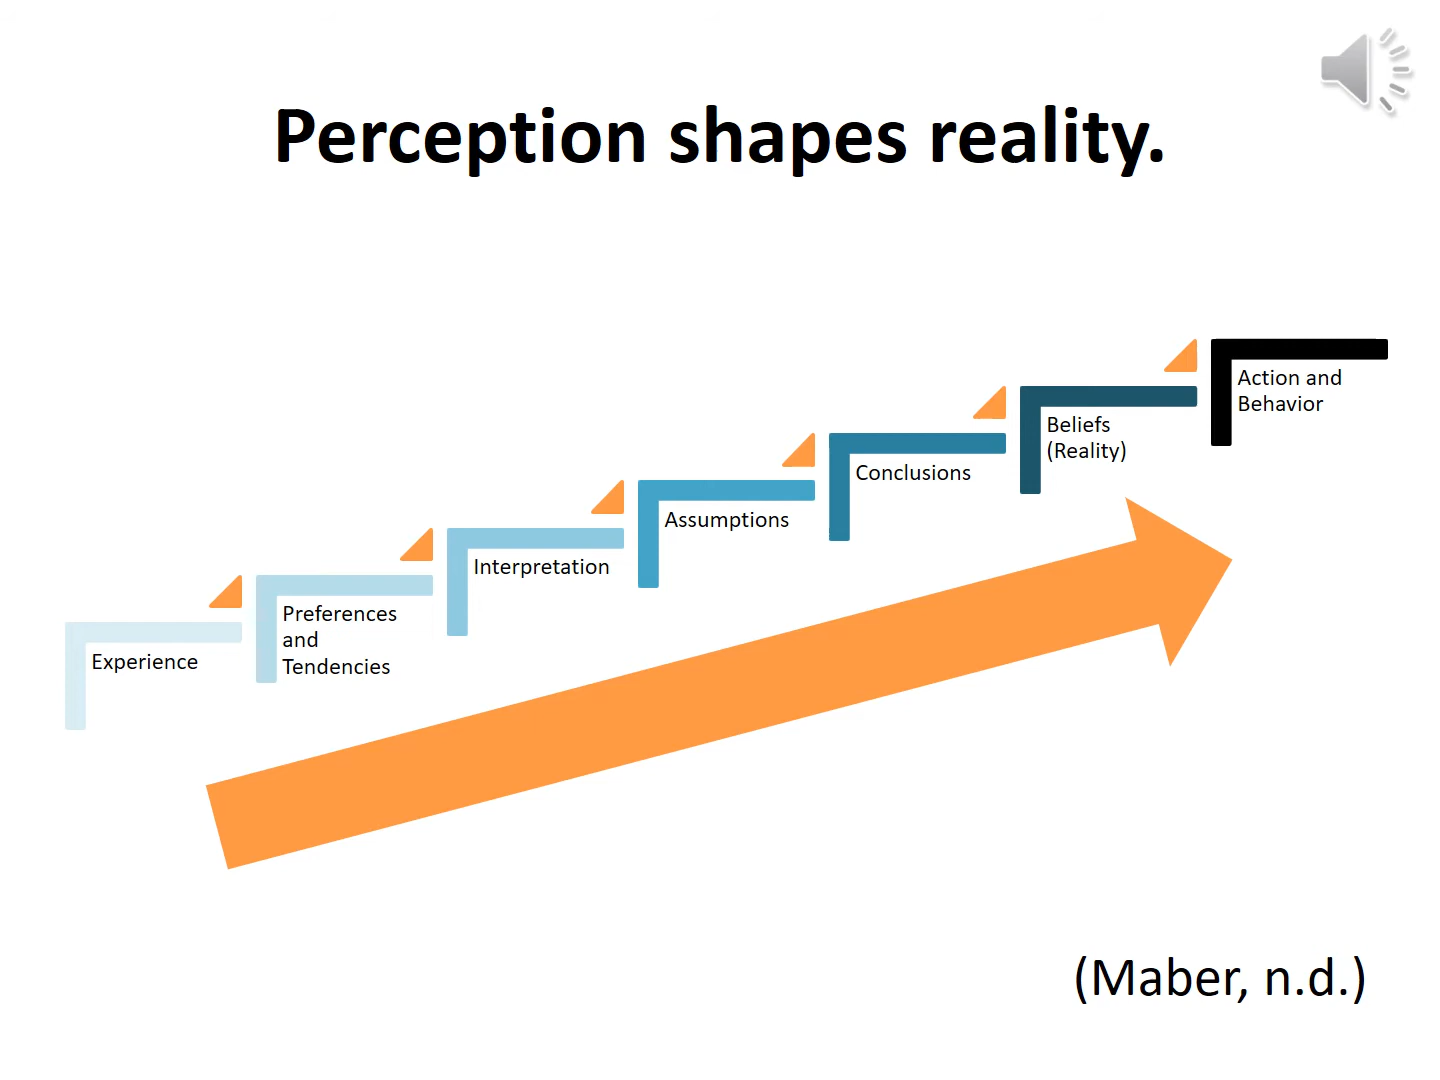 Perception shapes reality.
Experience
Preferences
and
Tendencies
Interpretation
Assumptions
Conclusions
Beliefs
(Reality)
Action and
Behavior
(Maber, n.d.)